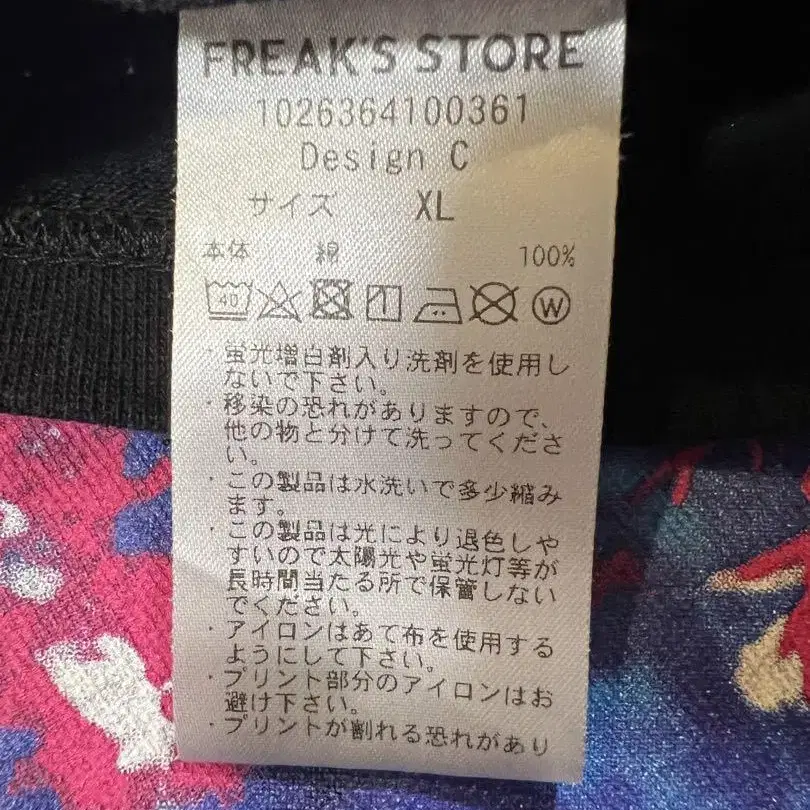 FREAK'S STORE
1026364100361
Design C
サイズ XL
本体 綿 100%
40 W
・蛍光増白剤入り洗剤を使用し
ないで下さい。
・移染の恐れがありますので、
他の物と分けて洗ってくださ
い。
・この製品は水洗いで多少縮み
ます。
・この製品は光により退色しや
すいので太陽光や蛍光灯等が
長時間当たる所で保管しない
でください。
・アイロンはあて布を使用する
ようにして下さい。
・プリント部分のアイロンはお
避け下さい。
・プリントが割れる恐れがあり